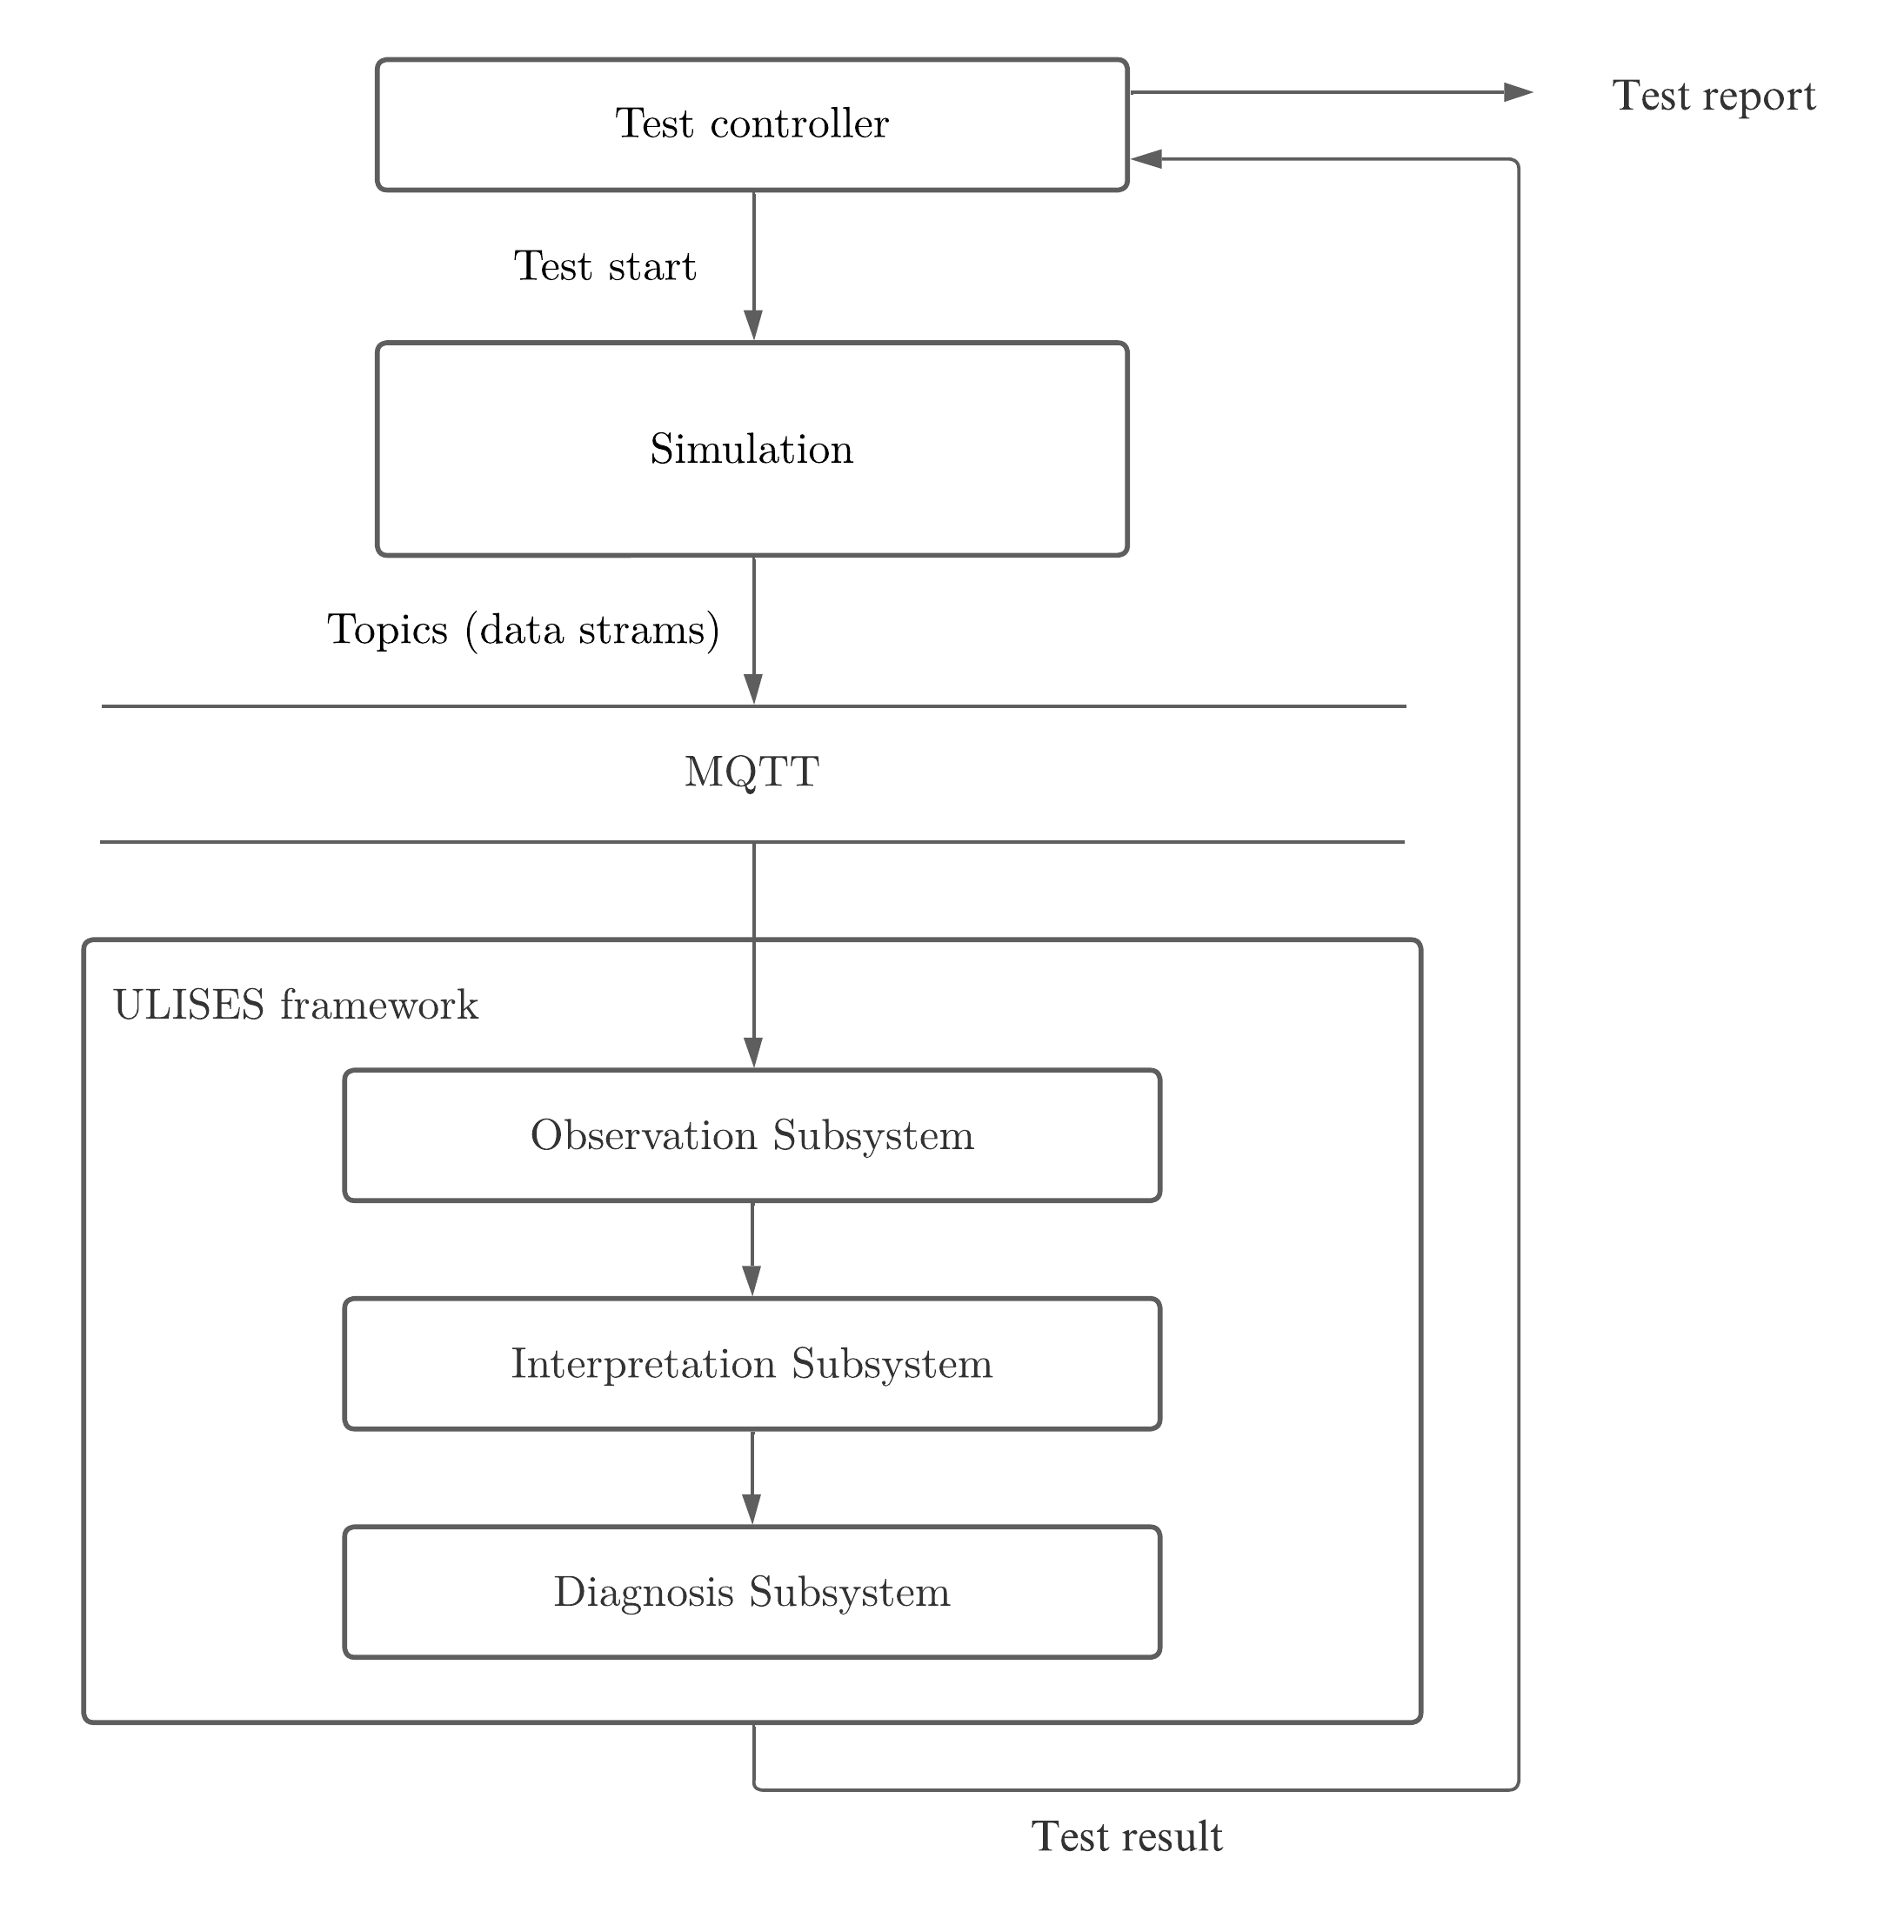 Test controller
Test report
Test start
Simulation
Topics (data strams)
MQTT
ULISES framework
Observation Subsystem
Interpretation Subsystem
Diagnosis Subsystem
Test result